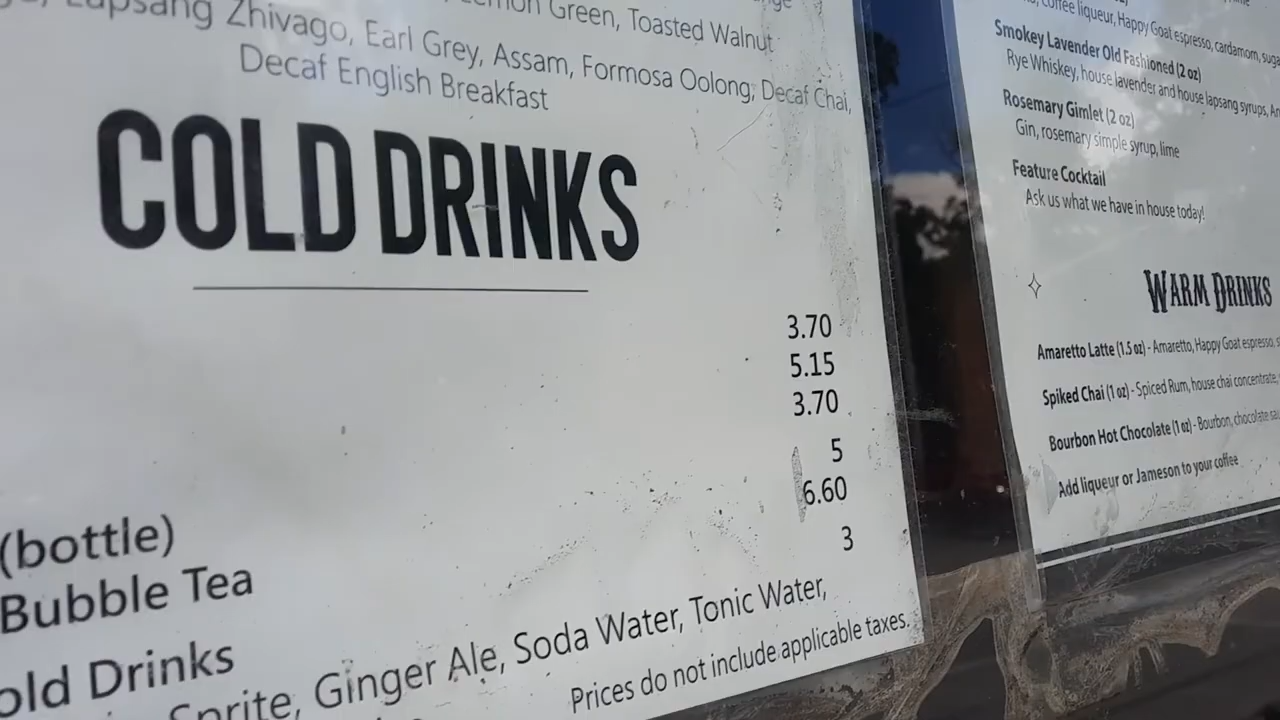 Green, Toasted Walnut
Zhivago, Earl Grey, Assam, Formosa Oolong, Decaf Chai,
Decaf English Breakfast
COLD DRINKS
3.70
5.15
3.70
5
(bottle) 6.60
Bubble Tea 3
Drinks
Sprite, Ginger Ale, Soda Water, Tonic Water,
Prices do not include applicable taxes.
coffee liqueur, Happy Goat espresso, cardamom,
Smokey Lavender Old Fashioned (2 oz)
Rye Whiskey, house lavender and house lapsang syrups,
Rosemary Gimlet (2 oz)
Gin, rosemary simple syrup, lime
Feature Cocktail
Ask us what we have in house today!
WARM DRINKS
Amaretto Latte (1.5 oz) - Amaretto, Happy Goat espresso,
Spiked Chai (1 oz) - Spiced Rum, house chai concentrate,
Bourbon Hot Chocolate (1 oz) - Bourbon, chocolate
Add liqueur or Jameson to your coffee